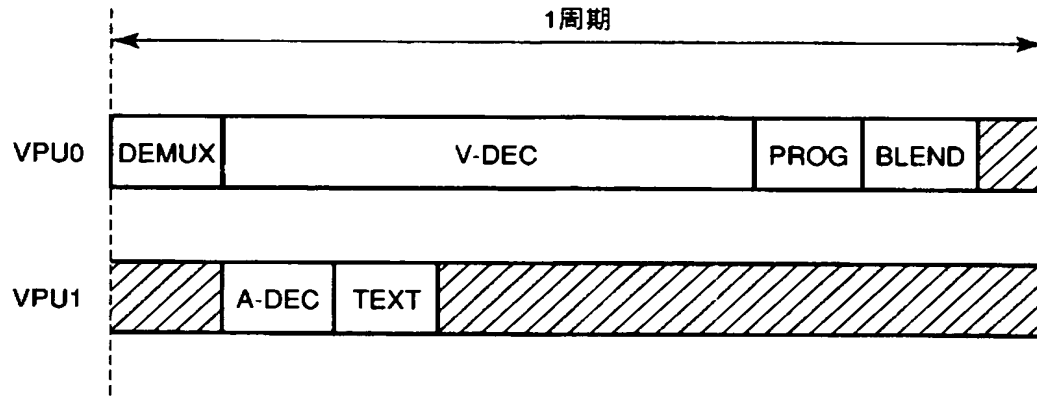 1周期
VPU0 DEMUX V-DEC PROG BLEND
VPU1 A-DEC TEXT